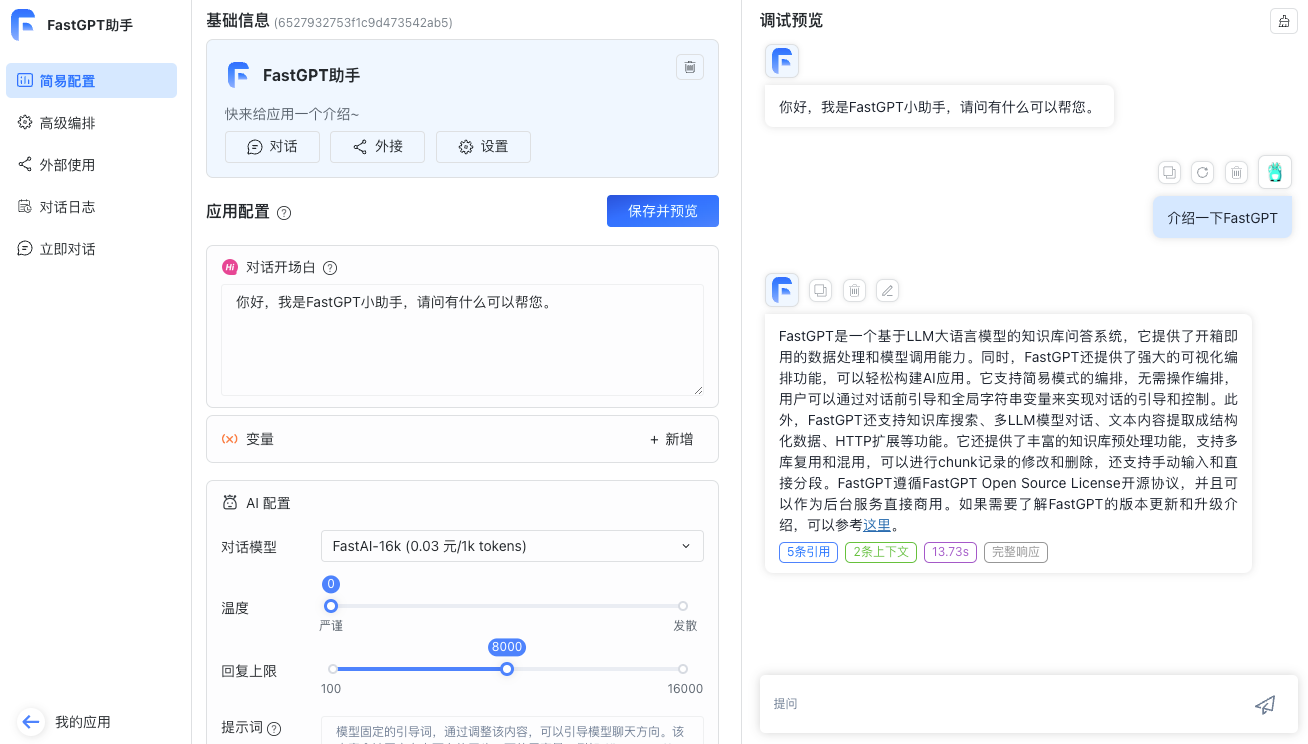 FastGPT助手
简易配置
高级编排
外部使用
对话日志
立即对话
我的应用
基础信息 (6527932753f1c9d473542ab5)
FastGPT助手
快来给应用一个介绍~
对话
外接
设置
应用配置
保存并预览
Hi 对话开场白
你好，我是FastGPT小助手，请问有什么可以帮您。
(x) 变量
+ 新增
AI 配置
对话模型
FastAI-16k (0.03 元/1k tokens)
0
温度
严谨
发散
8000
回复上限
100
16000
提示词
模型固定的引导词，通过调整该内容，可以引导模型聊天方向。该
调试预览
你好，我是FastGPT小助手，请问有什么可以帮您。
介绍一下FastGPT
FastGPT是一个基于LLM大语言模型的知识库问答系统，它提供了开箱即
用的数据处理和模型调用能力。同时，FastGPT还提供了强大的可视化编
排功能，可以轻松构建AI应用。它支持简易模式的编排，无需操作编排，
用户可以通过对话前引导和全局字符串变量来实现对话的引导和控制。此
外，FastGPT还支持知识库搜索、多LLM模型对话、文本内容提取成结构
化数据、HTTP扩展等功能。它还提供了丰富的知识库预处理功能，支持多
库复用和混用，可以进行chunk记录的修改和删除，还支持手动输入和直
接分段。FastGPT遵循FastGPT Open Source License开源协议，并且可
以作为后台服务直接商用。如果需要了解FastGPT的版本更新和升级介
绍，可以参考这里。
5条引用
2条上下文
13.73s
完整响应
提问